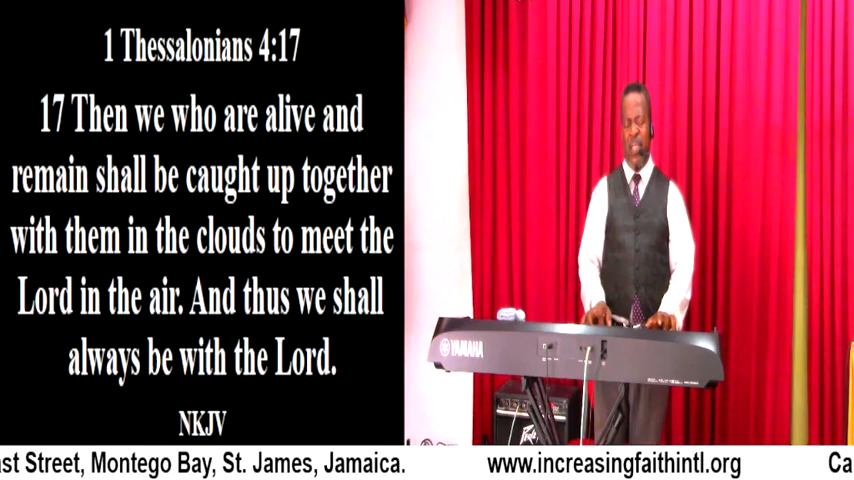 1 Thessalonians 4:17
17 Then we who are alive and
remain shall be caught up together
with them in the clouds to meet the
Lord in the air. And thus we shall
always be with the Lord.
NKJV
YAMAHA
Street, Montego Bay, St. James, Jamaica. www.increasingfaithintl.org